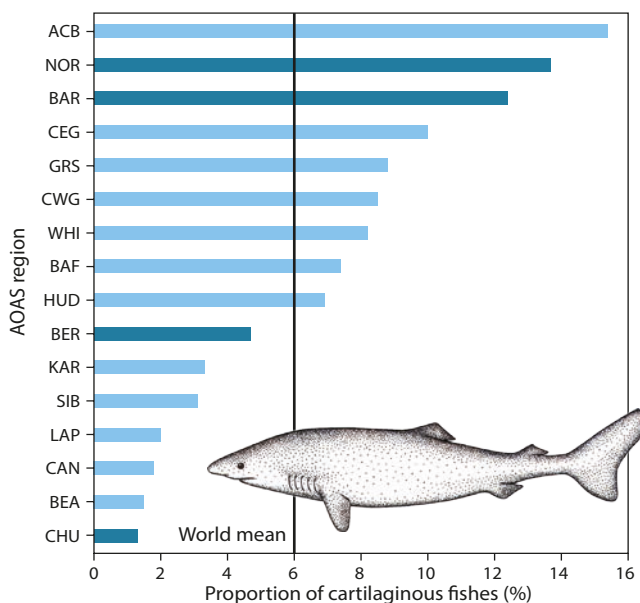 ACB
NOR
BAR
CEG
GRS
CWG
WHI
BAF
HUD
BER
KAR
SIB
LAP
CAN
BEA
CHU
AOAS region
World mean
0 2 4 6 8 10 12 14 16
Proportion of cartilaginous fishes (%)